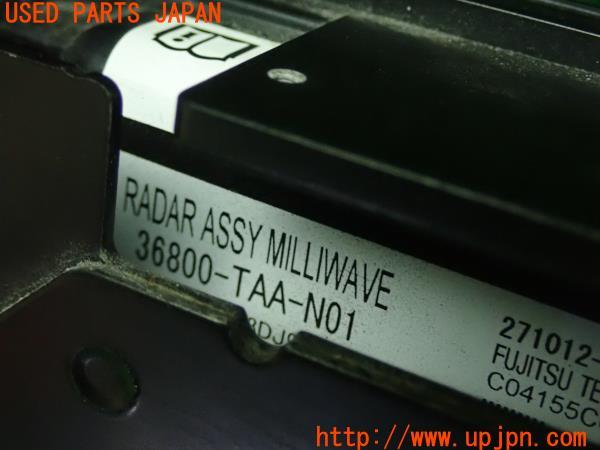 USED PARTS JAPAN
RADAR ASSY MILLIWAVE
36800-TAA-N01
271012-
FUJITSU TE
C04155C
http://www.upjpn.com/